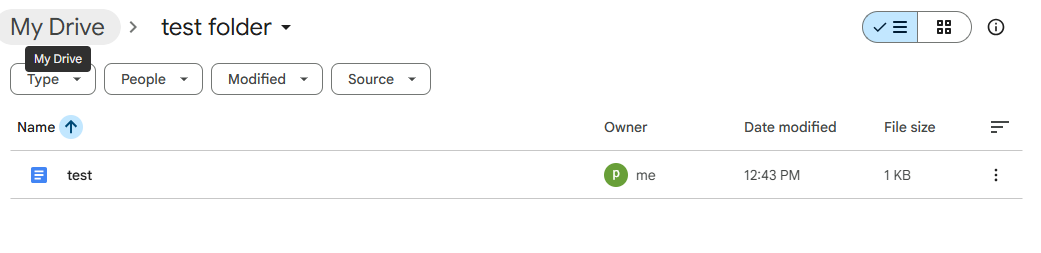 My Drive > test folder
My Drive
Type People Modified Source
Name Owner Date modified File size
test p me 12:43 PM 1 KB